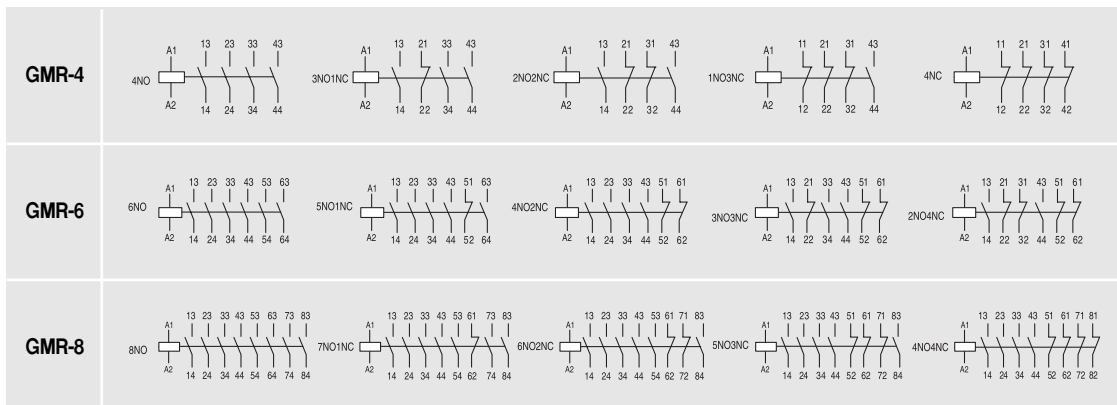 GMR-4
4NO A1 A2 13 23 33 43
14 24 34 44
3NO1NC A1 A2 13 21 33 43
14 22 34 44
2NO2NC A1 A2 13 21 31 43
14 22 32 44
1NO3NC A1 A2 11 21 31 43
12 22 32 44
4NC A1 A2 11 21 31 41
12 22 32 42
GMR-6
6NO A1 A2 13 23 33 43 53 63
14 24 34 44 54 64
5NO1NC A1 A2 13 23 33 43 51 63
14 24 34 44 52 64
4NO2NC A1 A2 13 23 33 43 51 61
14 24 34 44 52 62
3NO3NC A1 A2 13 21 33 43 51 61
14 22 34 44 52 62
2NO4NC A1 A2 13 21 31 43 51 61
14 22 32 44 52 62
GMR-8
8NO A1 A2 13 23 33 43 53 63 73 83
14 24 34 44 54 64 74 84
7NO1NC A1 A2 13 23 33 43 53 61 73 83
14 24 34 44 54 62 74 84
6NO2NC A1 A2 13 23 33 43 53 61 71 83
14 24 34 44 54 62 72 84
5NO3NC A1 A2 13 23 33 43 51 61 71 83
14 24 34 44 52 62 72 84
4NO4NC A1 A2 13 23 33 43 51 61 71 81
14 24 34 44 52 62 72 82